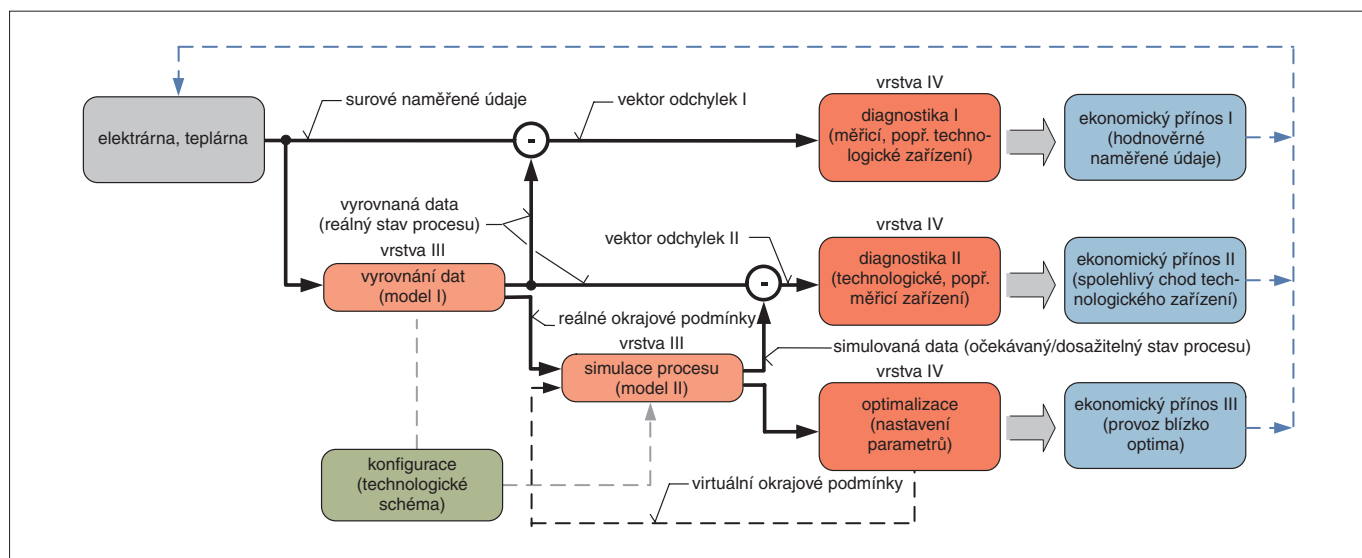 elektrárna, teplárna
surové naměřené údaje
-
vektor odchylek I
vrstva IV
diagnostika I
(měřicí, popř. techno-
logické zařízení)
ekonomický přínos I
(hodnověrné
naměřené údaje)
vyrovnaná data
(reálný stav procesu)
vrstva III
vyrovnání dat
(model I)
vektor odchylek II
-
vrstva IV
diagnostika II
(technologické, popř.
měřicí zařízení)
ekonomický přínos II
(spolehlivý chod tech-
nologického zařízení)
reálné okrajové podmínky
vrstva III
simulace procesu
(model II)
simulovaná data (očekávaný/dosažitelný stav procesu)
vrstva IV
optimalizace
(nastavení
parametrů)
ekonomický přínos III
(provoz blízko
optima)
konfigurace
(technologické
schéma)
virtuální okrajové podmínky